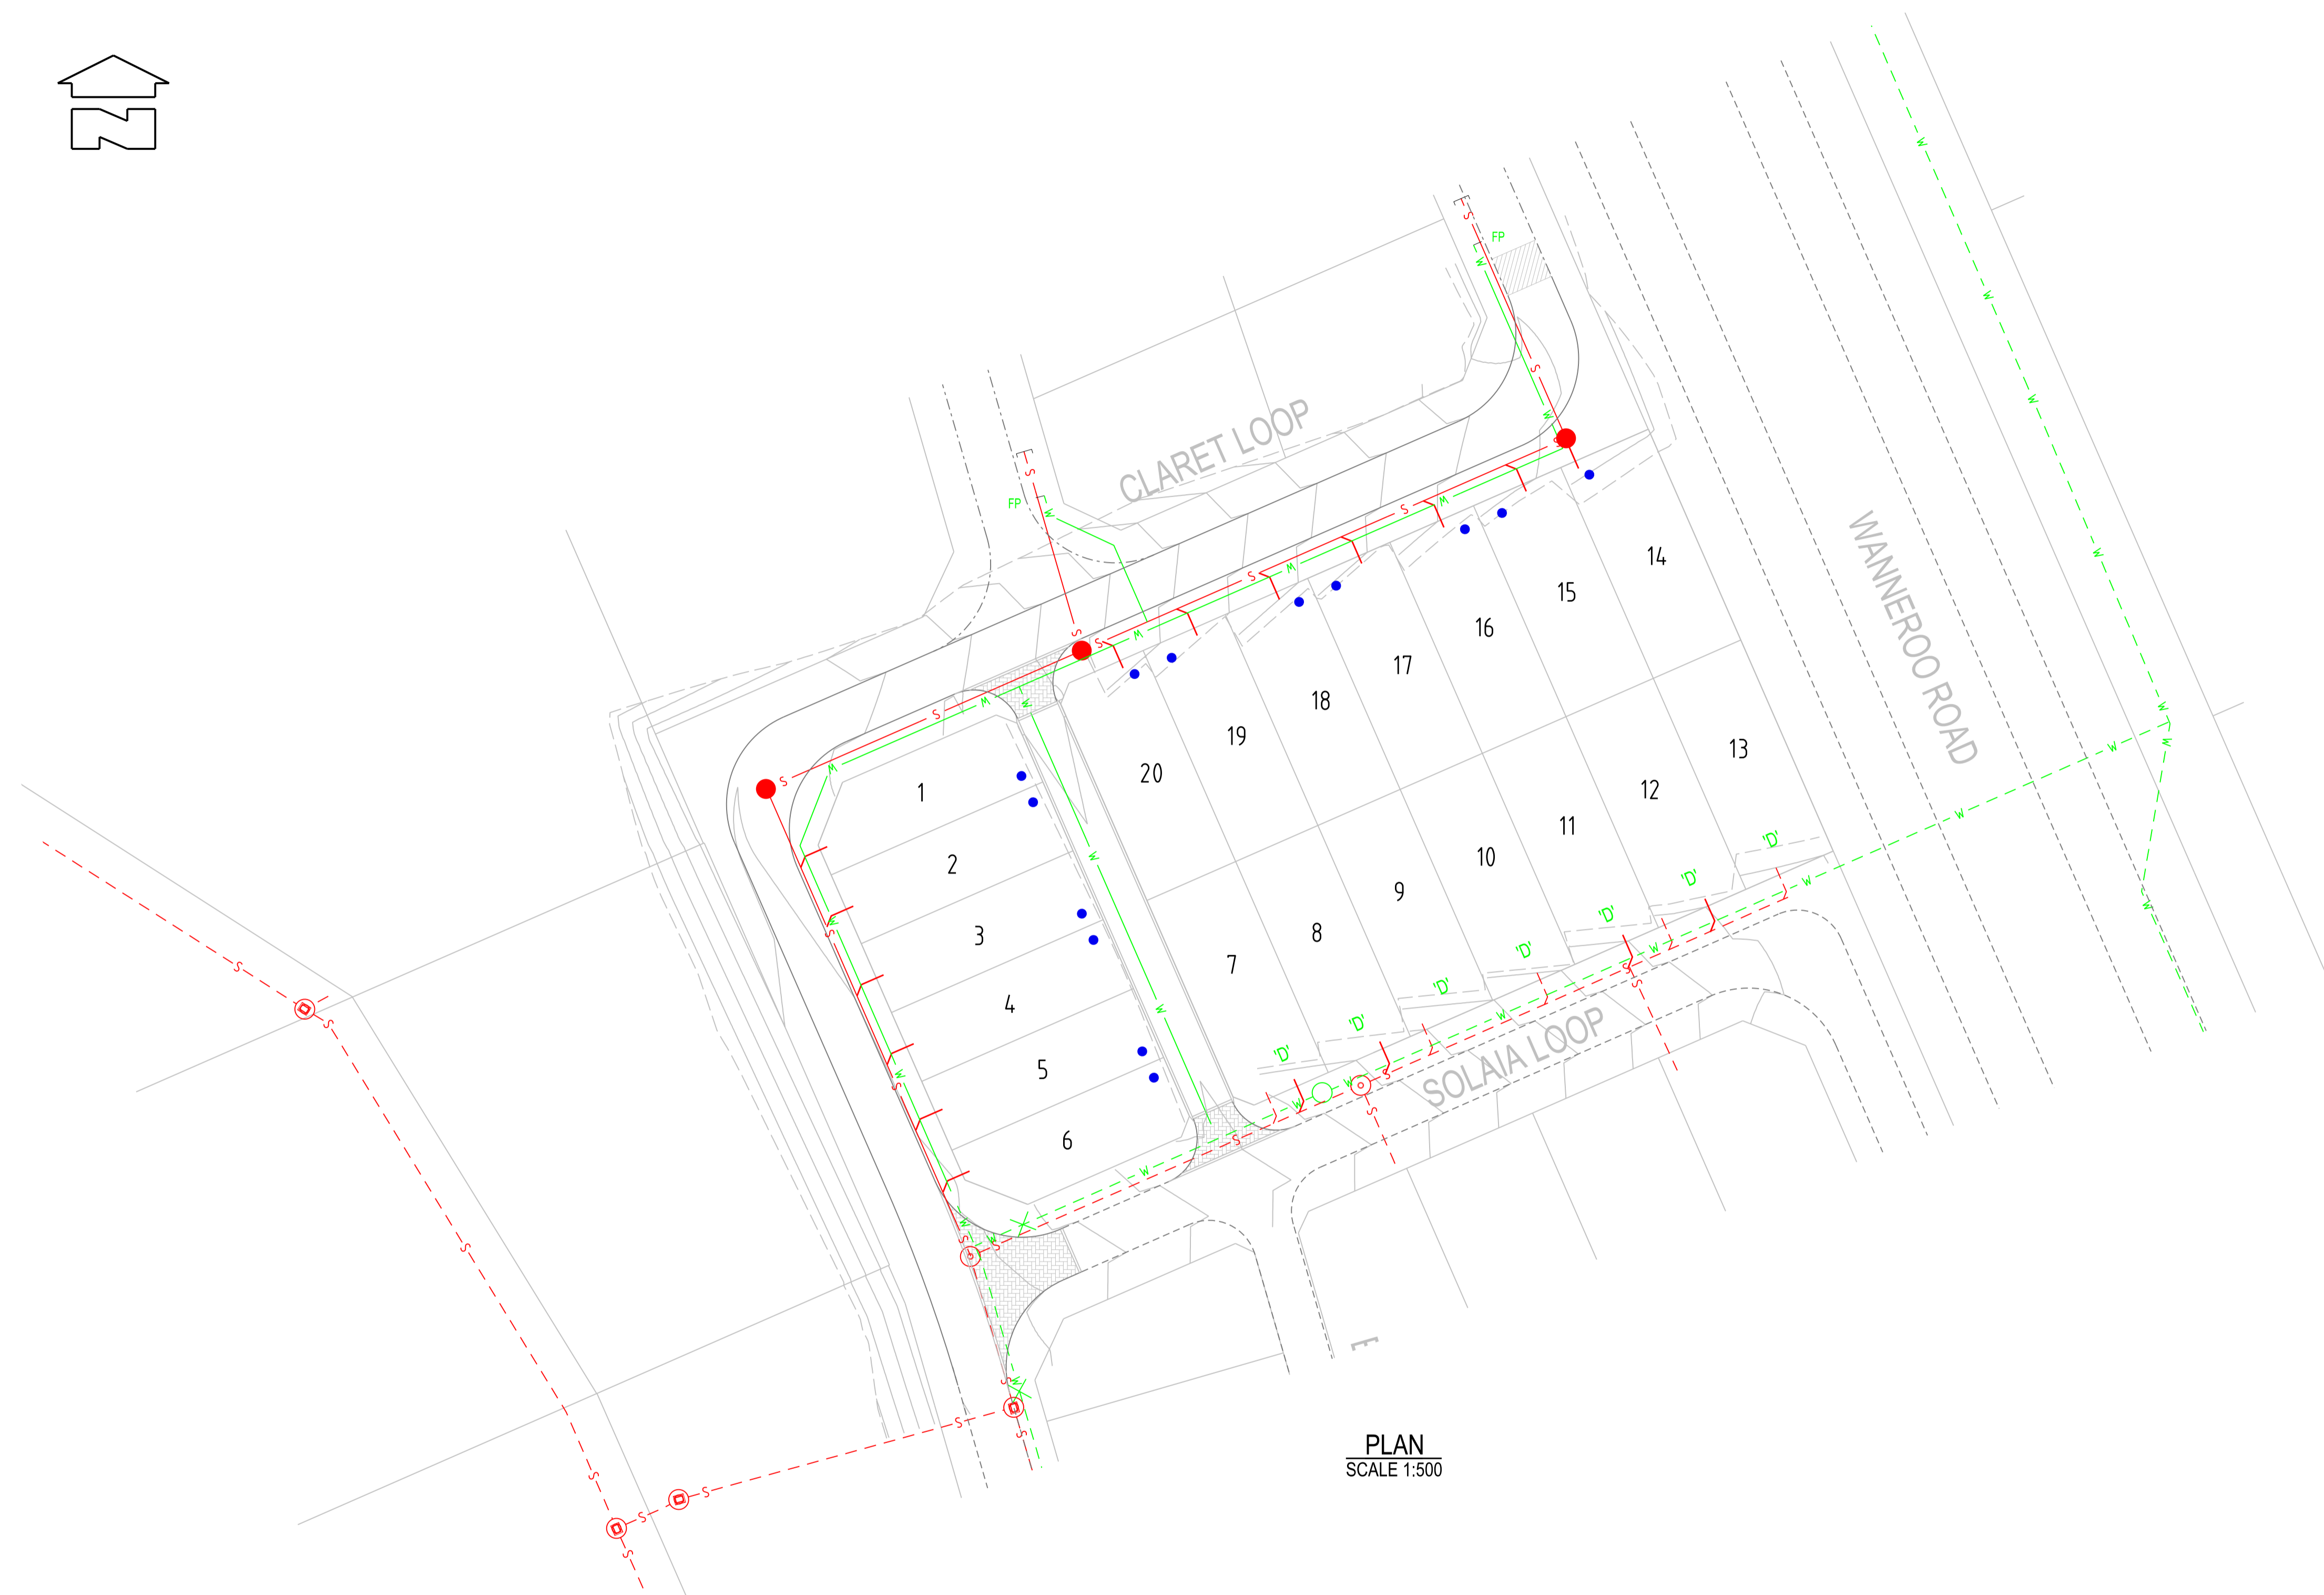 N
FP
S
W
FP
S
W
CLARET LOOP
WANNEROO ROAD
14
15
16
17
18
19
20
1
2
3
4
5
6
7
8
9
10
11
12
13
'D'
'D'
'D'
'D'
'D'
'D'
'D'
SOLAIA LOOP
PLAN
SCALE 1:500